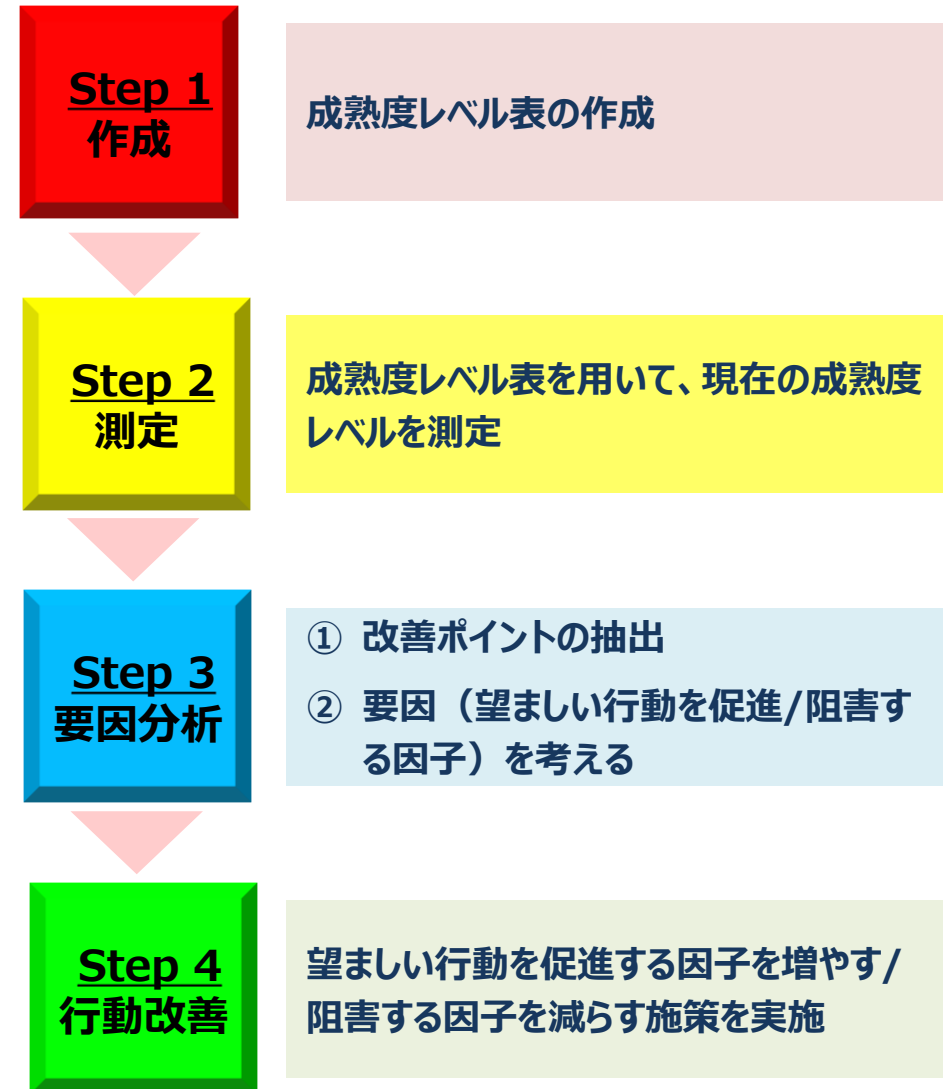 Step 1
作成
成熟度レベル表の作成
Step 2
測定
成熟度レベル表を用いて、現在の成熟度
レベルを測定
Step 3
要因分析
① 改善ポイントの抽出
② 要因（望ましい行動を促進/阻害す
る因子）を考える
Step 4
行動改善
望ましい行動を促進する因子を増やす/
阻害する因子を減らす施策を実施